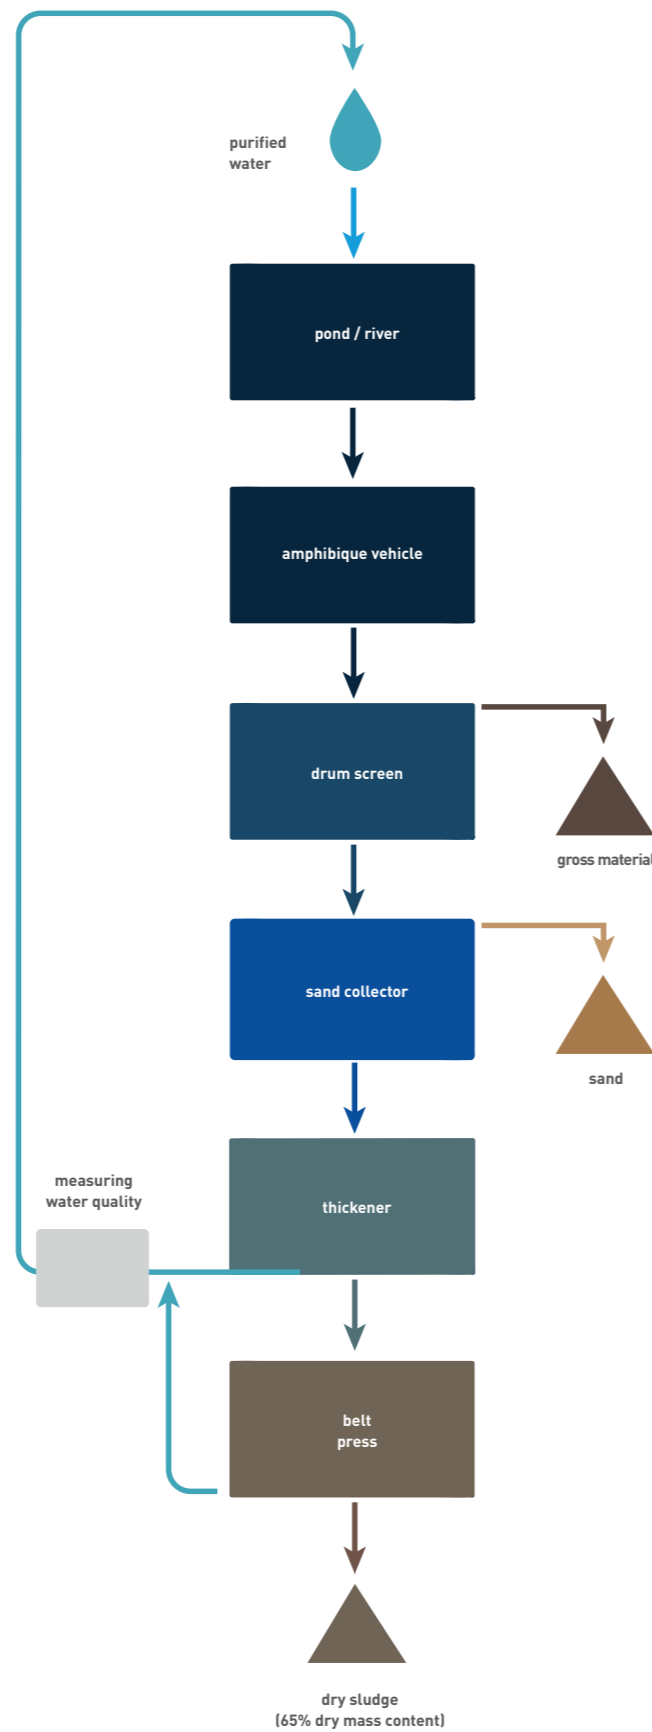 purified
water
pond / river
amphibique vehicle
drum screen
gross material
sand collector
sand
measuring
water quality
thickener
belt
press
dry sludge
(65% dry mass content)